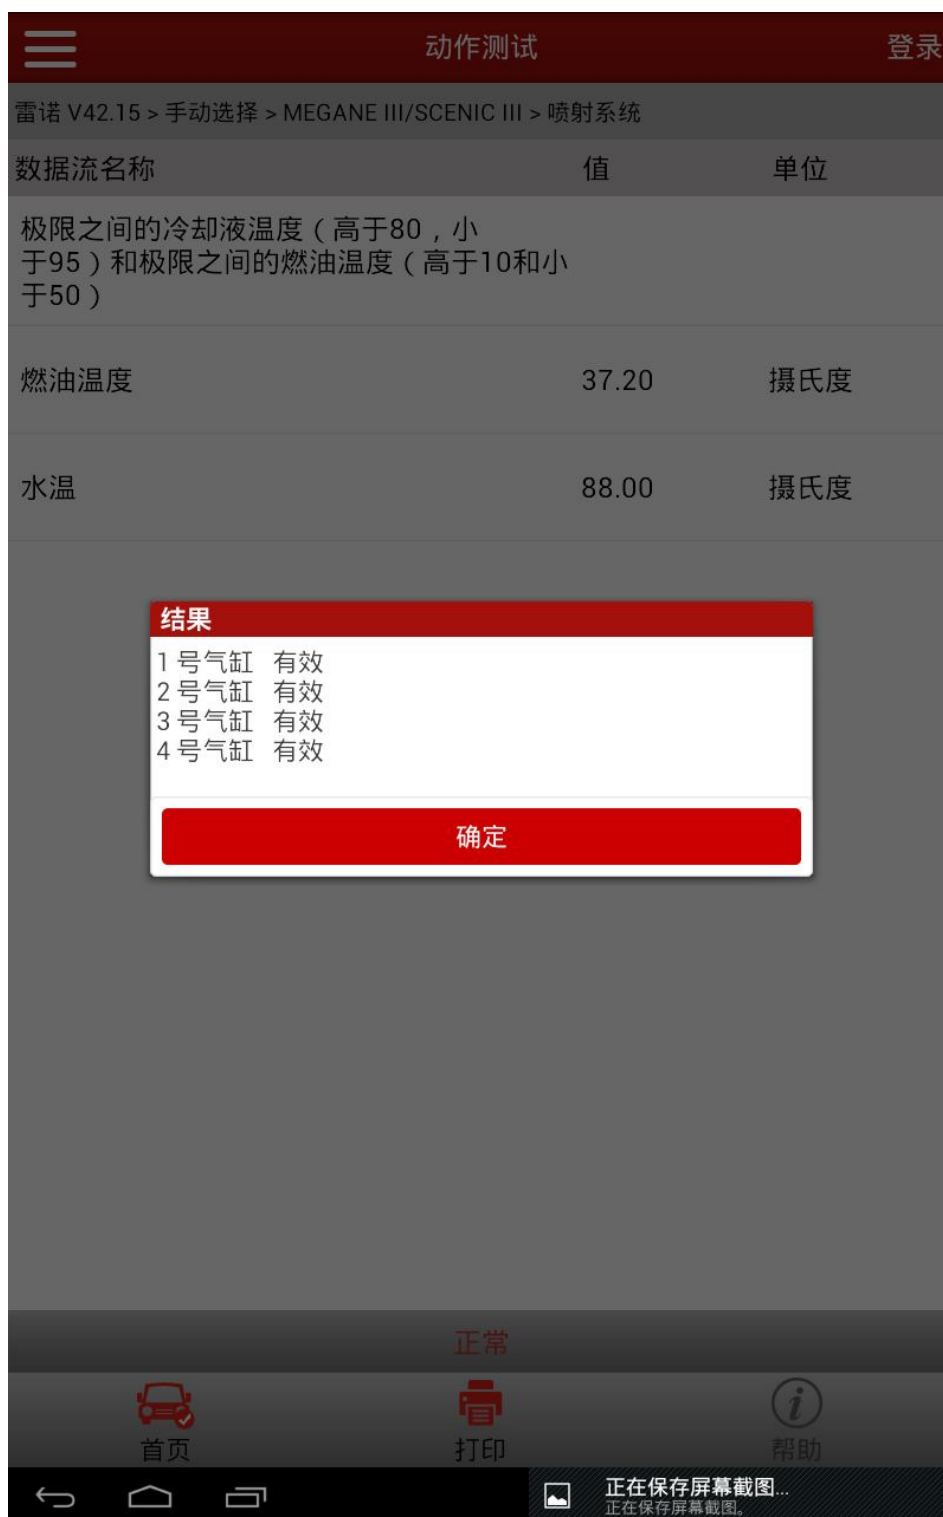 动作测试 登录
雷诺 V42.15 > 手动选择 > MEGANE III/SCENIC III > 喷射系统
数据流名称 值 单位
极限之间的冷却液温度（高于80，小
于95）和极限之间的燃油温度（高于10和小
于50）
燃油温度 37.20 摄氏度
水温 88.00 摄氏度
结果
1 号气缸 有效
2 号气缸 有效
3 号气缸 有效
4 号气缸 有效
确定
正常
首页 打印 帮助
正在保存屏幕截图...
正在保存屏幕截图。